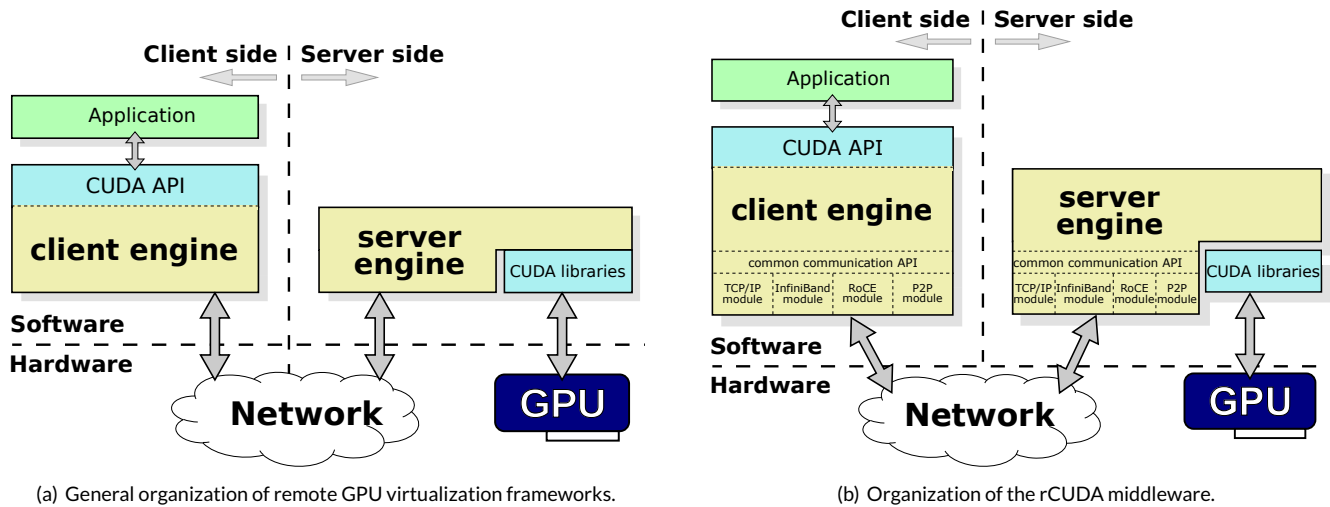 Client side
Server side
Application
CUDA API
client engine
server
engine
CUDA libraries
Software
Hardware
Network
GPU
(a) General organization of remote GPU virtualization frameworks.
Client side
Server side
Application
CUDA API
client engine
common communication API
TCP/IP
module
InfiniBand
module
RoCE
module
P2P
module
server
engine
common communication API
TCP/IP
module
InfiniBand
module
RoCE
module
P2P
module
CUDA libraries
Software
Hardware
Network
GPU
(b) Organization of the rCUDA middleware.